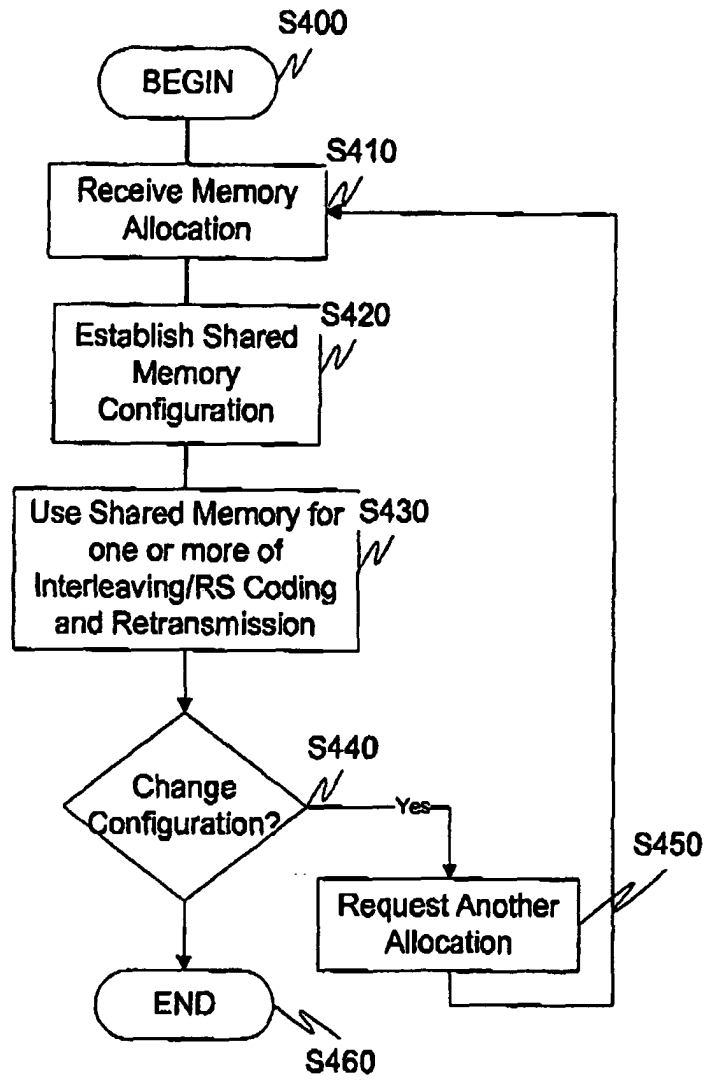 S400
BEGIN
S410
Receive Memory
Allocation
S420
Establish Shared
Memory
Configuration
S430
Use Shared Memory for
one or more of
Interleaving/RS Coding
and Retransmission
S440
Change
Configuration?
Yes
S450
Request Another
Allocation
END
S460